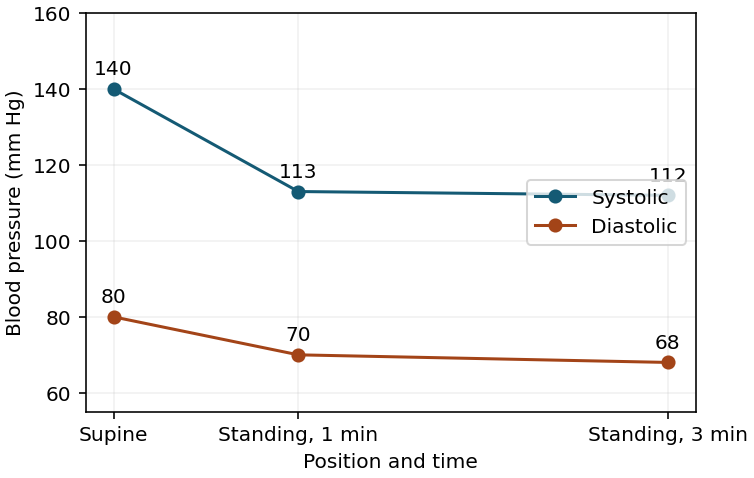 160
140
120
100
80
60
Blood pressure (mm Hg)
140
113
112
80
70
68
Systolic
Diastolic
Supine
Standing, 1 min
Standing, 3 min
Position and time